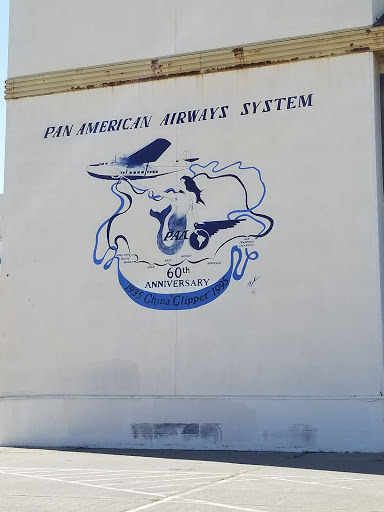 PAN AMERICAN AIRWAYS SYSTEM
PAA
60th
ANNIVERSARY
1935 China Clipper 1995